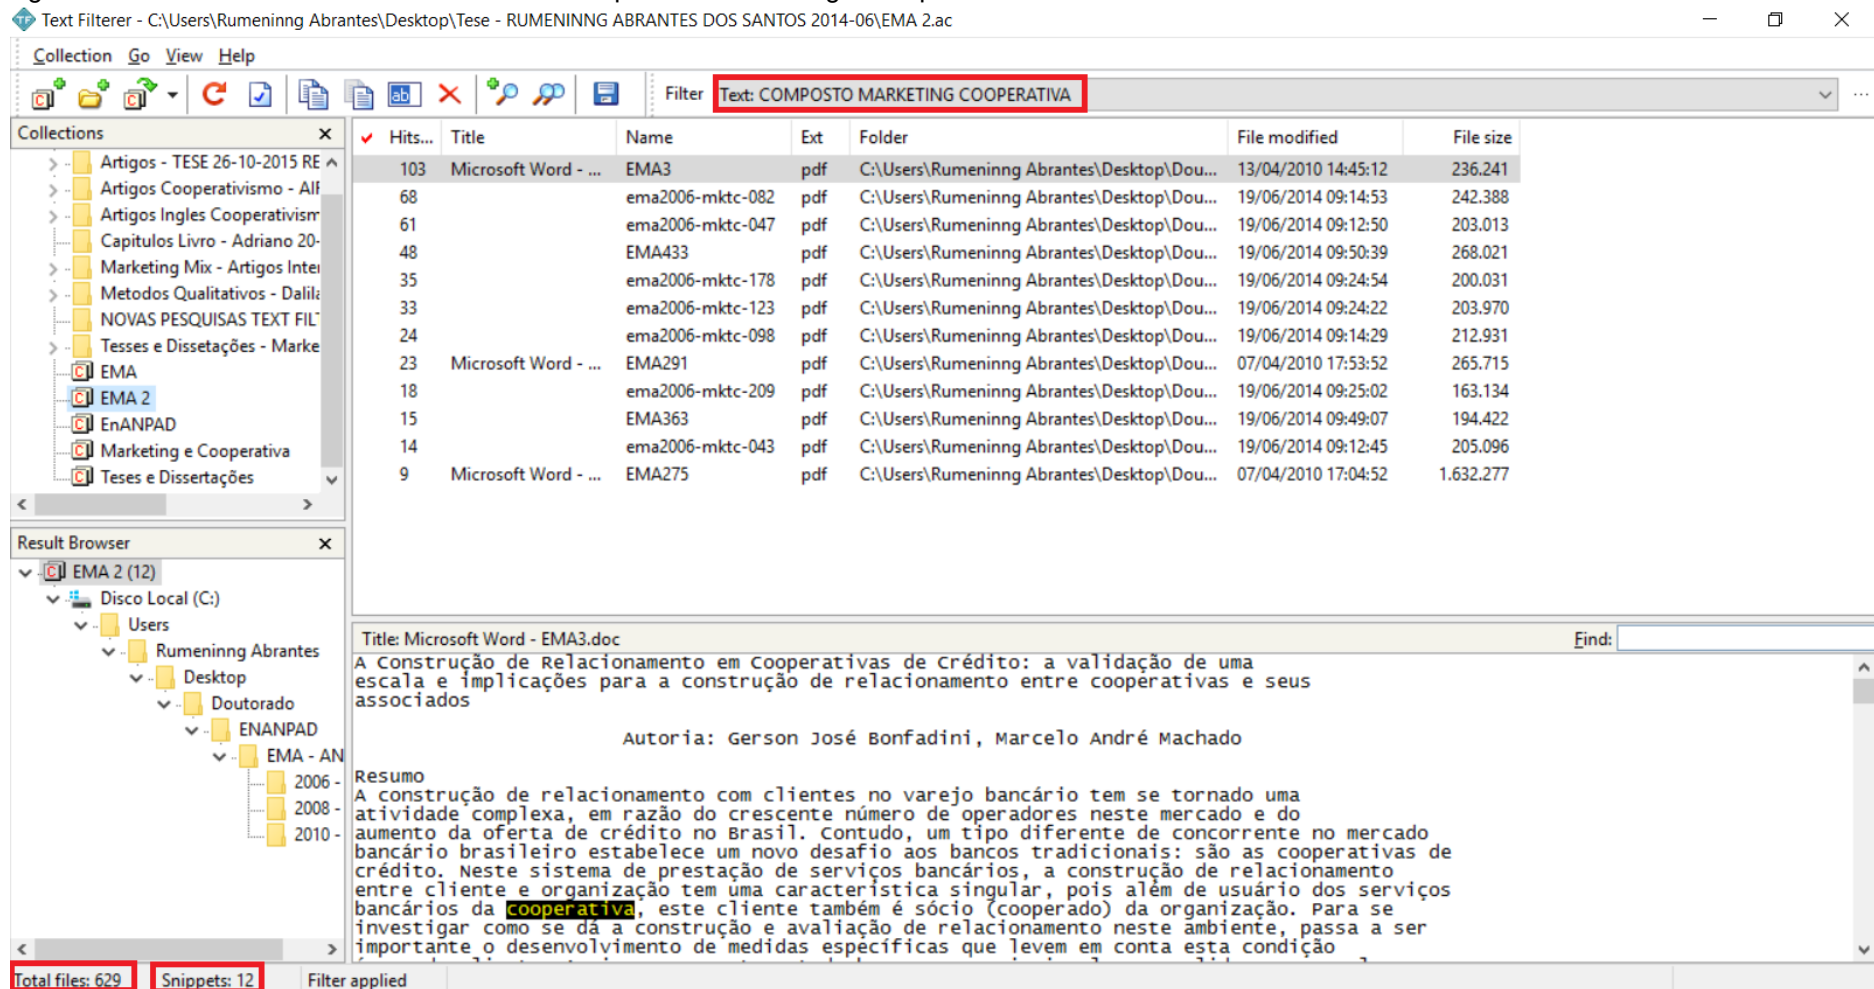 Text Filterer - C:\Users\Rumeninng Abrantes\Desktop\Tese - RUMENINNG ABRANTES DOS SANTOS 2014-06\EMA 2.ac
Collection Go View Help
Filter Text: COMPOSTO MARKETING COOPERATIVA
Collections
Artigos - TESE 26-10-2015 RE
Artigos Cooperativismo - AIF
Artigos Ingles Cooperativism
Capitulos Livro - Adriano 20-
Marketing Mix - Artigos Inter
Metodos Qualitativos - Dalila
NOVAS PESQUISAS TEXT FILT
Tesses e Dissetações - Marke
EMA
EMA 2
EnANPAD
Marketing e Cooperativa
Teses e Dissertações
Hits... Title Name Ext Folder File modified File size
103 Microsoft Word - ... EMA3 pdf C:\Users\Rumeninng Abrantes\Desktop\Dou... 13/04/2010 14:45:12 236.241
68 ema2006-mktc-082 pdf C:\Users\Rumeninng Abrantes\Desktop\Dou... 19/06/2014 09:14:53 242.388
61 ema2006-mktc-047 pdf C:\Users\Rumeninng Abrantes\Desktop\Dou... 19/06/2014 09:12:50 203.013
48 EMA433 pdf C:\Users\Rumeninng Abrantes\Desktop\Dou... 19/06/2014 09:50:39 268.021
35 ema2006-mktc-178 pdf C:\Users\Rumeninng Abrantes\Desktop\Dou... 19/06/2014 09:24:54 200.031
33 ema2006-mktc-123 pdf C:\Users\Rumeninng Abrantes\Desktop\Dou... 19/06/2014 09:24:22 203.970
24 ema2006-mktc-098 pdf C:\Users\Rumeninng Abrantes\Desktop\Dou... 19/06/2014 09:14:29 212.931
23 Microsoft Word - ... EMA291 pdf C:\Users\Rumeninng Abrantes\Desktop\Dou... 07/04/2010 17:53:52 265.715
18 ema2006-mktc-209 pdf C:\Users\Rumeninng Abrantes\Desktop\Dou... 19/06/2014 09:25:02 163.134
15 EMA363 pdf C:\Users\Rumeninng Abrantes\Desktop\Dou... 19/06/2014 09:49:07 194.422
14 ema2006-mktc-043 pdf C:\Users\Rumeninng Abrantes\Desktop\Dou... 19/06/2014 09:12:45 205.096
9 Microsoft Word - ... EMA275 pdf C:\Users\Rumeninng Abrantes\Desktop\Dou... 07/04/2010 17:04:52 1.632.277
Result Browser
EMA 2 (12)
Disco Local (C:)
Users
Rumeninng Abrantes
Desktop
Doutorado
ENANPAD
EMA - AN
2006 -
2008 -
2010 -
Title: Microsoft Word - EMA3.doc Find:
A Construção de Relacionamento em Cooperativas de Crédito: a validação de uma
escala e implicações para a construção de relacionamento entre cooperativas e seus
associados
Autoria: Gerson José Bonfadini, Marcelo André Machado
Resumo
A construção de relacionamento com clientes no varejo bancário tem se tornado uma
atividade complexa, em razão do crescente número de operadores neste mercado e do
aumento da oferta de crédito no Brasil. Contudo, um tipo diferente de concorrente no mercado
bancário brasileiro estabelece um novo desafio aos bancos tradicionais: são as cooperativas de
crédito. Neste sistema de prestação de serviços bancários, a construção de relacionamento
entre cliente e organização tem uma característica singular, pois além de usuário dos serviços
bancários da cooperativa, este cliente também é sócio (cooperado) da organização. Para se
investigar como se dá a construção e avaliação de relacionamento neste ambiente, passa a ser
importante o desenvolvimento de medidas específicas que levem em conta esta condição
Total files: 629 Snippets: 12 Filter applied